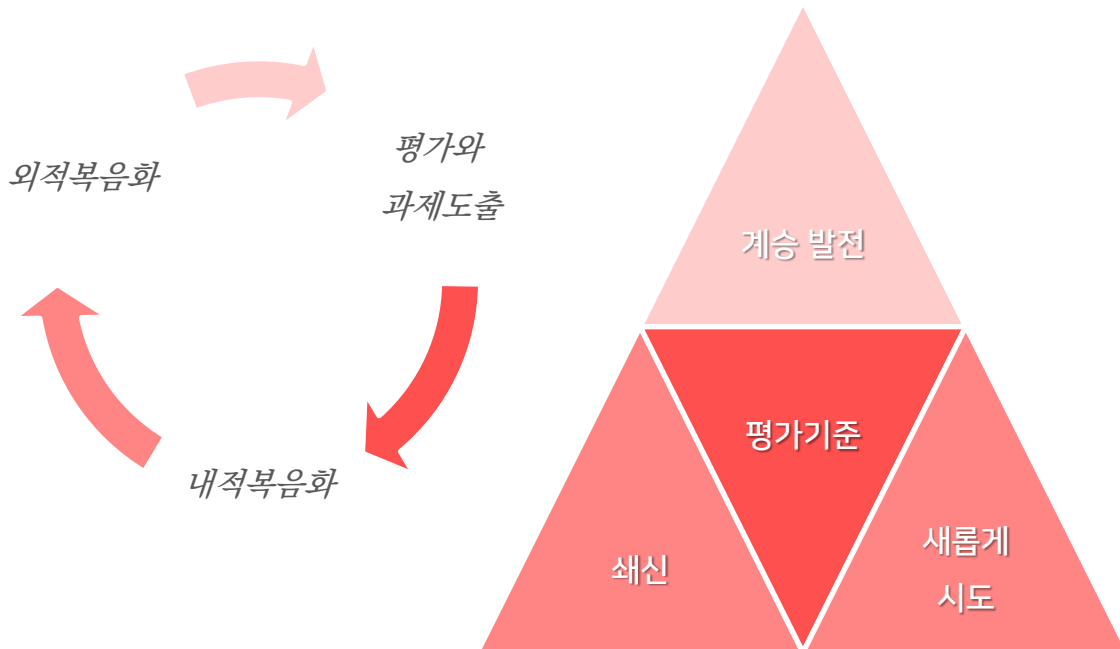 외적복음화
평가와
과제도출
내적복음화
계승 발전
평가기준
쇄신
새롭게
시도